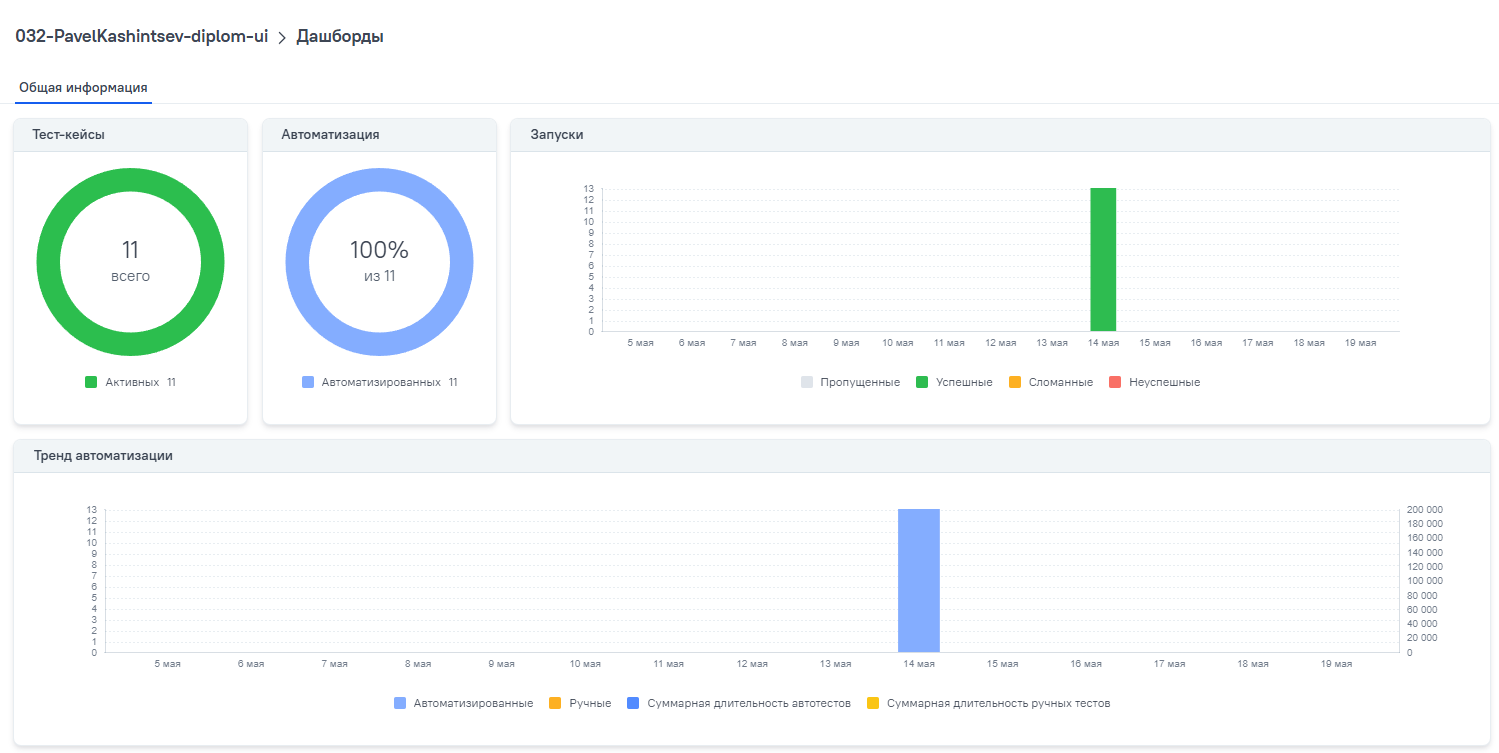 032-PavelKashintsev-diplom-ui > Дашборды
Общая информация
Тест-кейсы
11
всего
Активных 11
Автоматизация
100%
из 11
Автоматизированных 11
Запуски
13
12
11
10
9
8
7
6
5
4
3
2
1
0
5 мая 6 мая 7 мая 8 мая 9 мая 10 мая 11 мая 12 мая 13 мая 14 мая 15 мая 16 мая 17 мая 18 мая 19 мая
Пропущенные Успешные Сломанные Неуспешные
Тренд автоматизации
13
12
11
10
9
8
7
6
5
4
3
2
1
0
200 000
180 000
160 000
140 000
120 000
100 000
80 000
60 000
40 000
20 000
0
5 мая 6 мая 7 мая 8 мая 9 мая 10 мая 11 мая 12 мая 13 мая 14 мая 15 мая 16 мая 17 мая 18 мая 19 мая
Автоматизированные Ручные Суммарная длительность автотестов Суммарная длительность ручных тестов